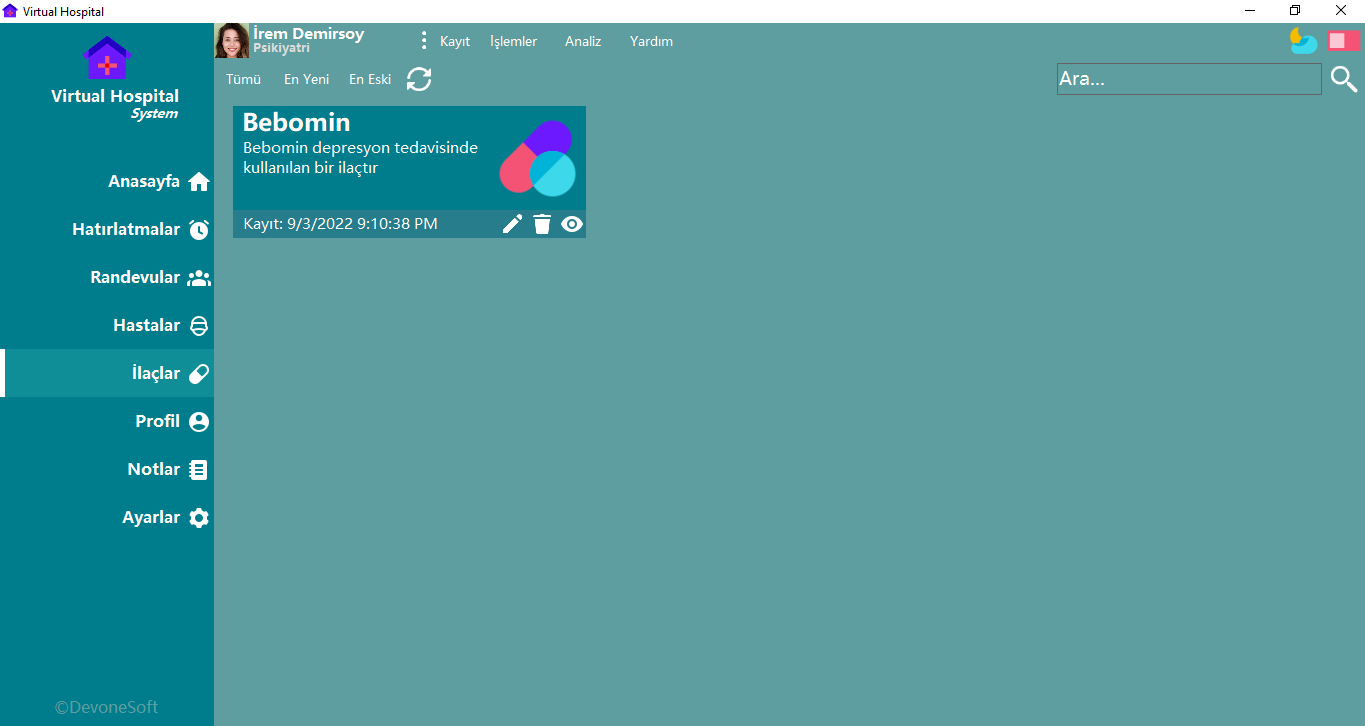 Virtual Hospital
Virtual Hospital
System
Anasayfa
Hatırlatmalar
Randevular
Hastalar
İlaçlar
Profil
Notlar
Ayarlar
©DevoneSoft
İrem Demirsoy
Psikiyatri
Kayıt İşlemler Analiz Yardım
Tümü En Yeni En Eski
Ara...
Bebomin
Bebomin depresyon tedavisinde
kullanılan bir ilaçtır
Kayıt: 9/3/2022 9:10:38 PM